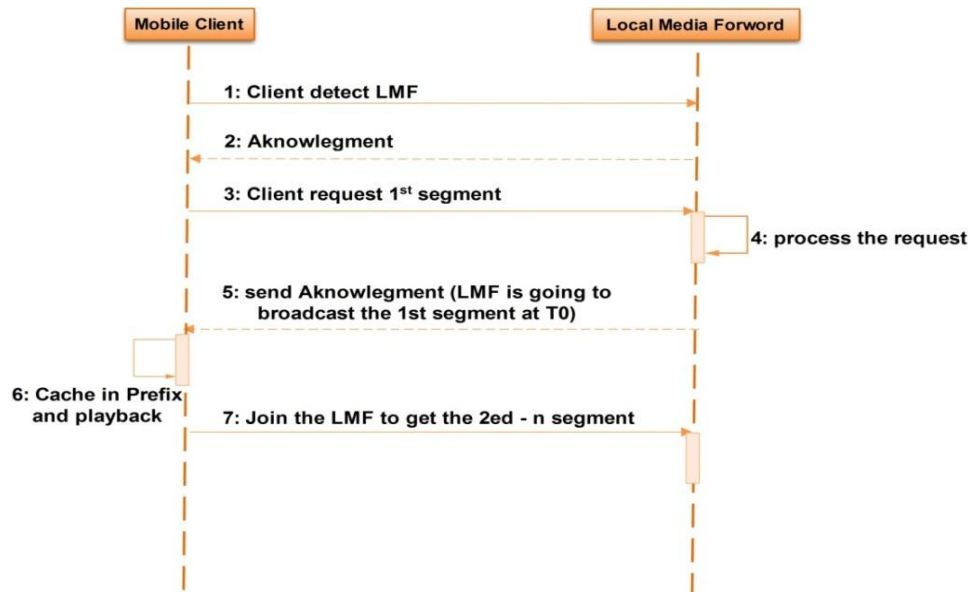 Mobile Client
Local Media Forword
1: Client detect LMF
2: Aknowlegment
3: Client request 1st segment
4: process the request
5: send Aknowlegment (LMF is going to
broadcast the 1st segment at T0)
6: Cache in Prefix
and playback
7: Join the LMF to get the 2ed - n segment